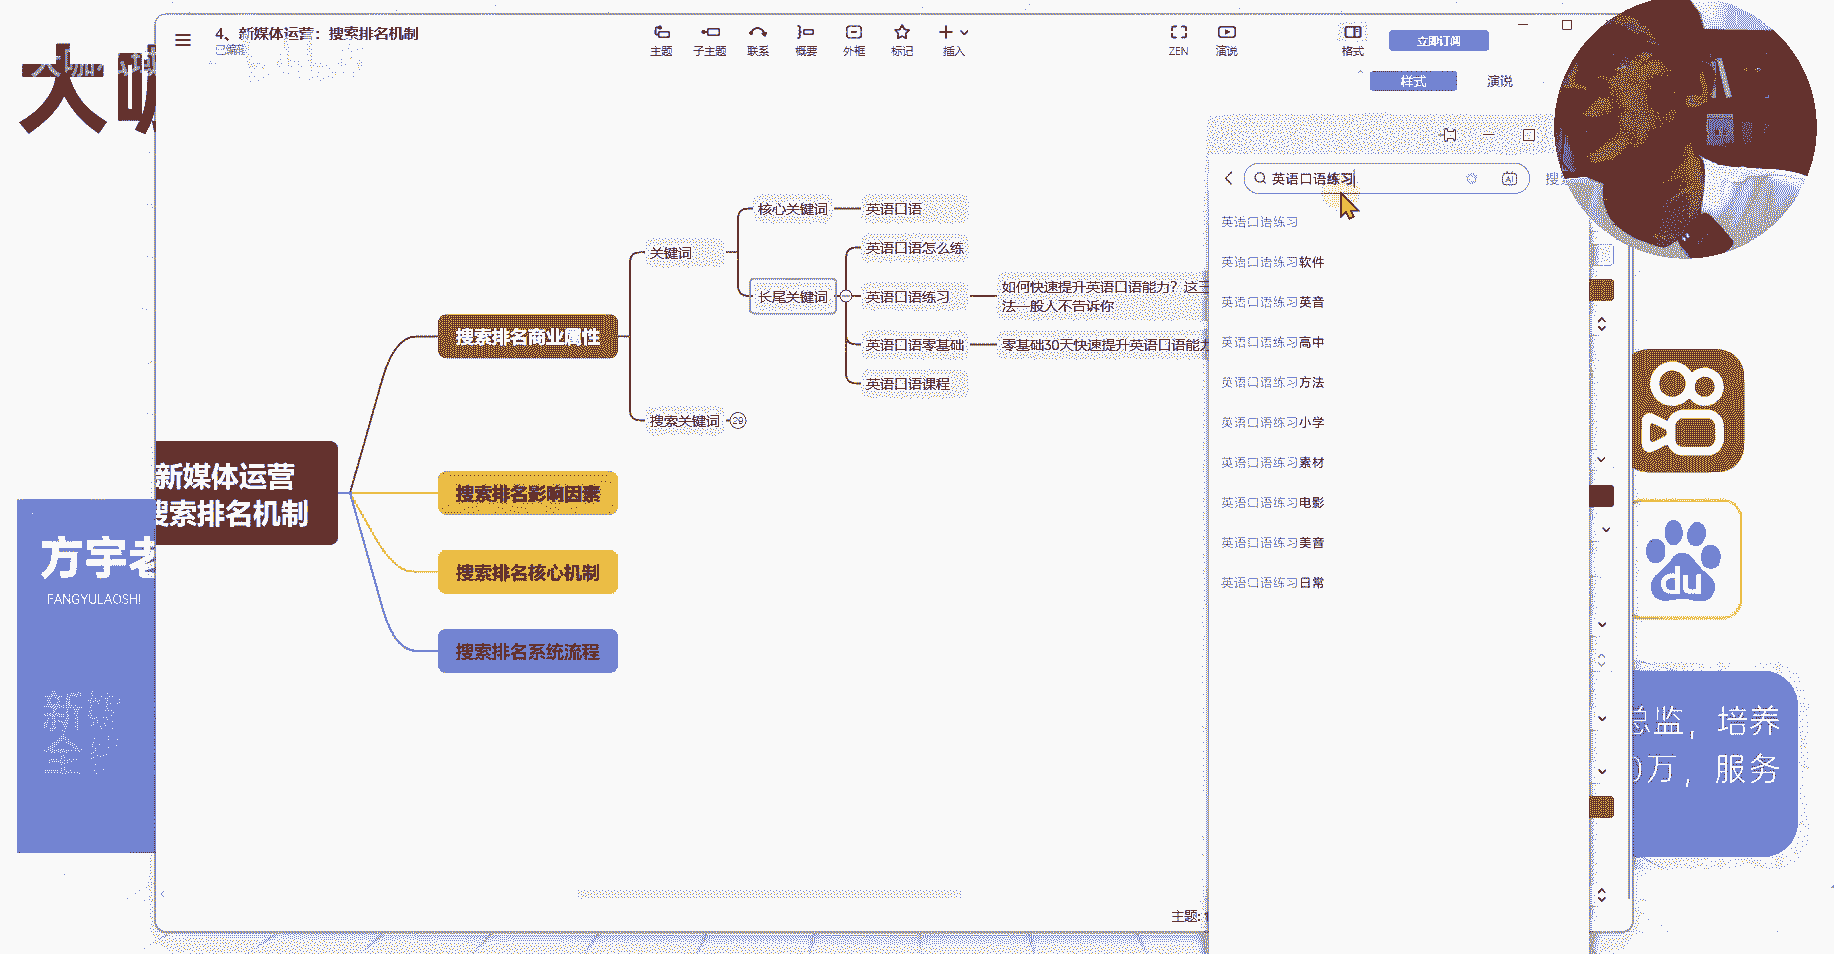 4、新媒体运营：搜索排名机制
已编辑
主题
子主题
联系
概要
外框
标记
插入
ZEN
演说
格式
立即订阅
样式
演说
大咖
英语口语练习
AI
搜
英语口语练习
英语口语练习软件
英语口语练习英音
英语口语练习高中
英语口语练习方法
英语口语练习小学
英语口语练习素材
英语口语练习电影
英语口语练习美音
英语口语练习日常
核心关键词
英语口语
关键词
英语口语怎么练
长尾关键词
英语口语练习
如何快速提升英语口语能力？这三
法一般人不告诉你
英语口语零基础
零基础30天快速提升英语口语能力
英语口语课程
搜索排名商业属性
搜索关键词
29
新媒体运营
搜索排名机制
搜索排名影响因素
搜索排名核心机制
搜索排名系统流程
方宇老
FANGYULAOSHI
新媒
全
du
总监，培养
0万，服务
主题: 1